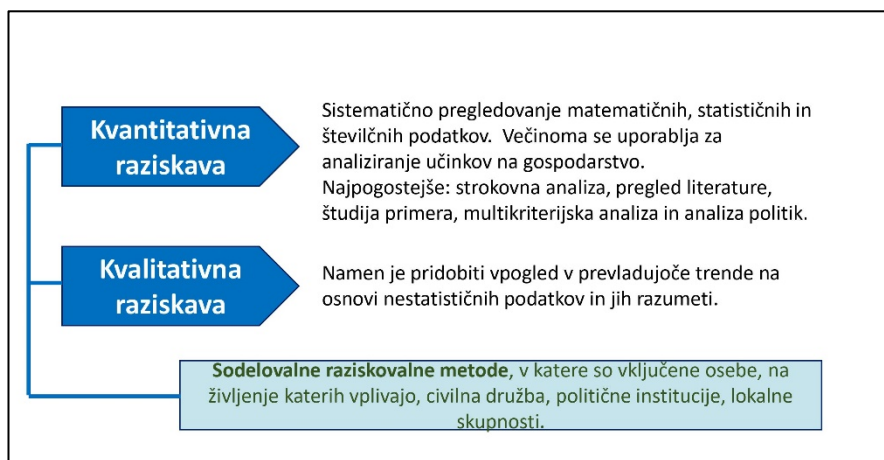 Kvantitativna
raziskava
Sistematično pregledovanje matematičnih, statističnih in
številčnih podatkov. Večinoma se uporablja za
analiziranje učinkov na gospodarstvo.
Najpogostejše: strokovna analiza, pregled literature,
študija primera, multikriterijska analiza in analiza politik.
Kvalitativna
raziskava
Namen je pridobiti vpogled v prevladujoče trende na
osnovi nestatističnih podatkov in jih razumeti.
Sodelovalne raziskovalne metode, v katere so vključene osebe, na
življenje katerih vplivajo, civilna družba, politične institucije, lokalne
skupnosti.